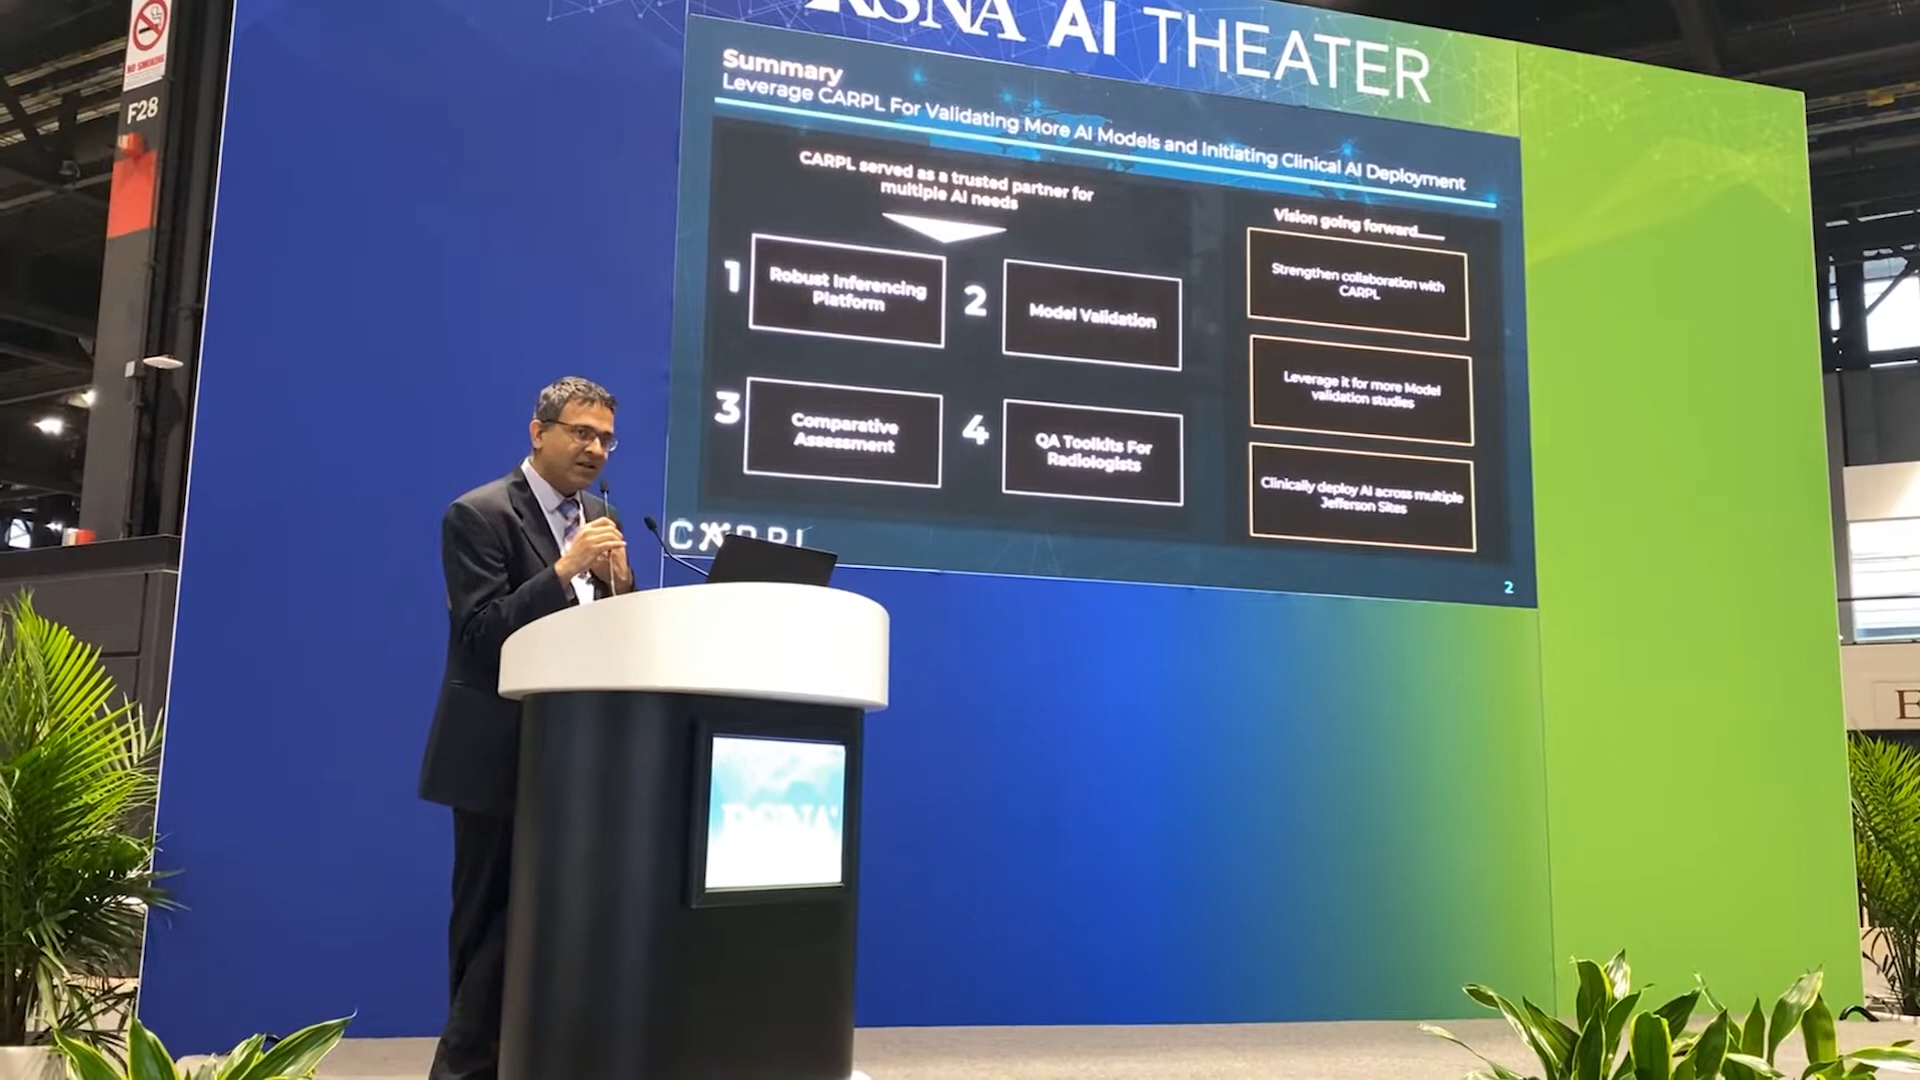 NO SMOKING
F28
RSNA AI THEATER
Summary
Leverage CARPL For Validating More AI Models and Initiating Clinical AI Deployment
CARPL served as a trusted partner for
multiple AI needs
1
Robust Inferencing
Platform
2
Model Validation
3
Comparative
Assessment
4
QA Toolkits For
Radiologists
Vision going forward......
Strengthen collaboration with
CARPL
Leverage it for more Model
validation studies
Clinically deploy AI across multiple
Jefferson Sites
CARPL
2
RSNA
E